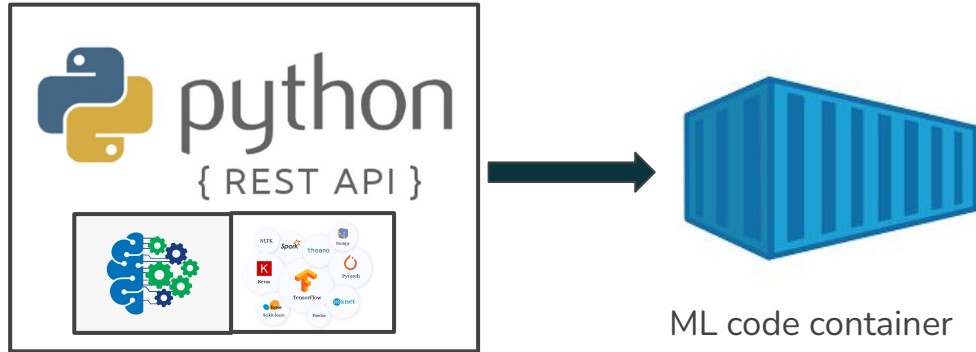 python
{ REST API }
NLTK
Spark
theano
Numpy
K
Keras
TensorFlow
Pytorch
Scikit-learn
Pandas
mxnet
ML code container